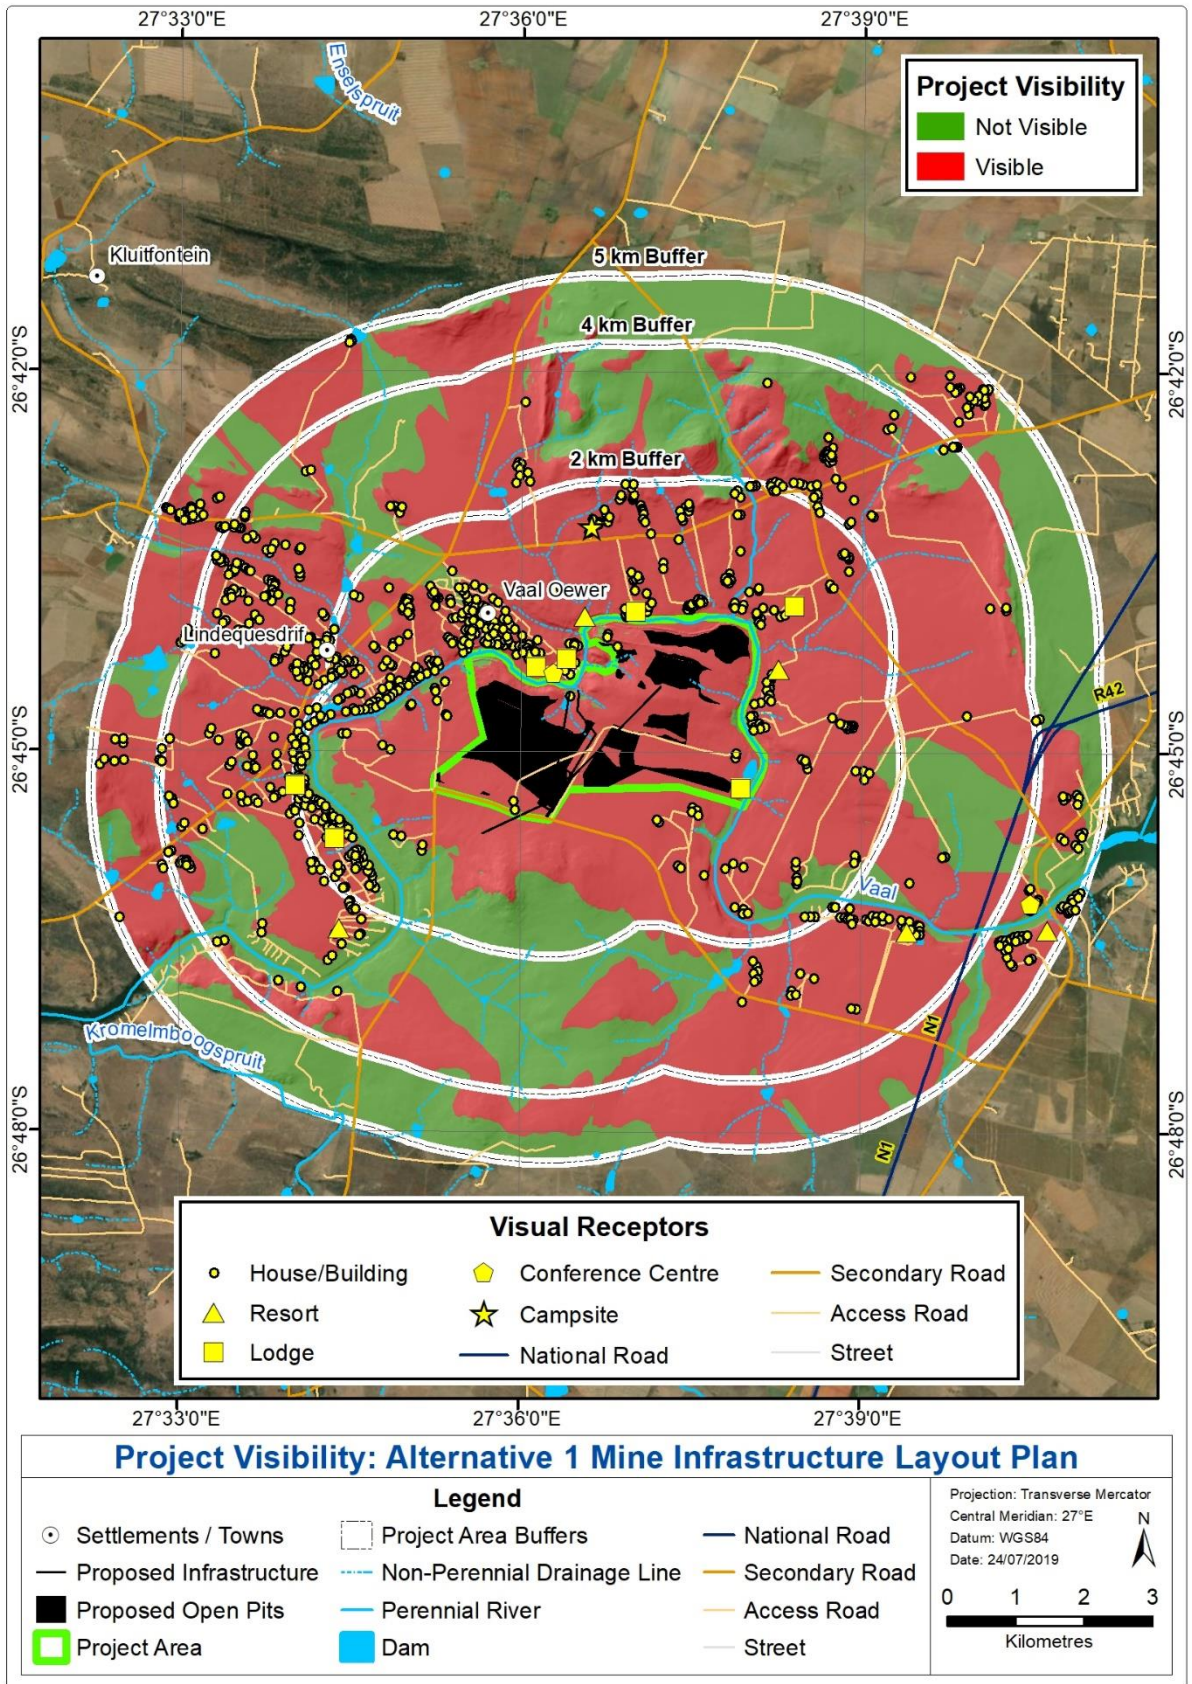 27°33'0"E
27°36'0"E
27°39'0"E
Enselspruit
Project Visibility
Not Visible
Visible
Kluitfontein
5 km Buffer
4 km Buffer
26°42'0"S
26°42'0"S
2 km Buffer
Vaal Oewer
Lindequesdrif
R42
26°45'0"S
26°45'0"S
Vaal
N1
Kromelmboogspruit
26°48'0"S
26°48'0"S
N1
Visual Receptors
House/Building
Conference Centre
Secondary Road
Resort
Campsite
Access Road
Lodge
National Road
Street
27°33'0"E
27°36'0"E
27°39'0"E
Project Visibility: Alternative 1 Mine Infrastructure Layout Plan
Legend
Settlements / Towns
Project Area Buffers
National Road
Proposed Infrastructure
Non-Perennial Drainage Line
Secondary Road
Proposed Open Pits
Perennial River
Access Road
Project Area
Dam
Street
Projection: Transverse Mercator
Central Meridian: 27°E
Datum: WGS84
Date: 24/07/2019
N
0 1 2 3
Kilometres